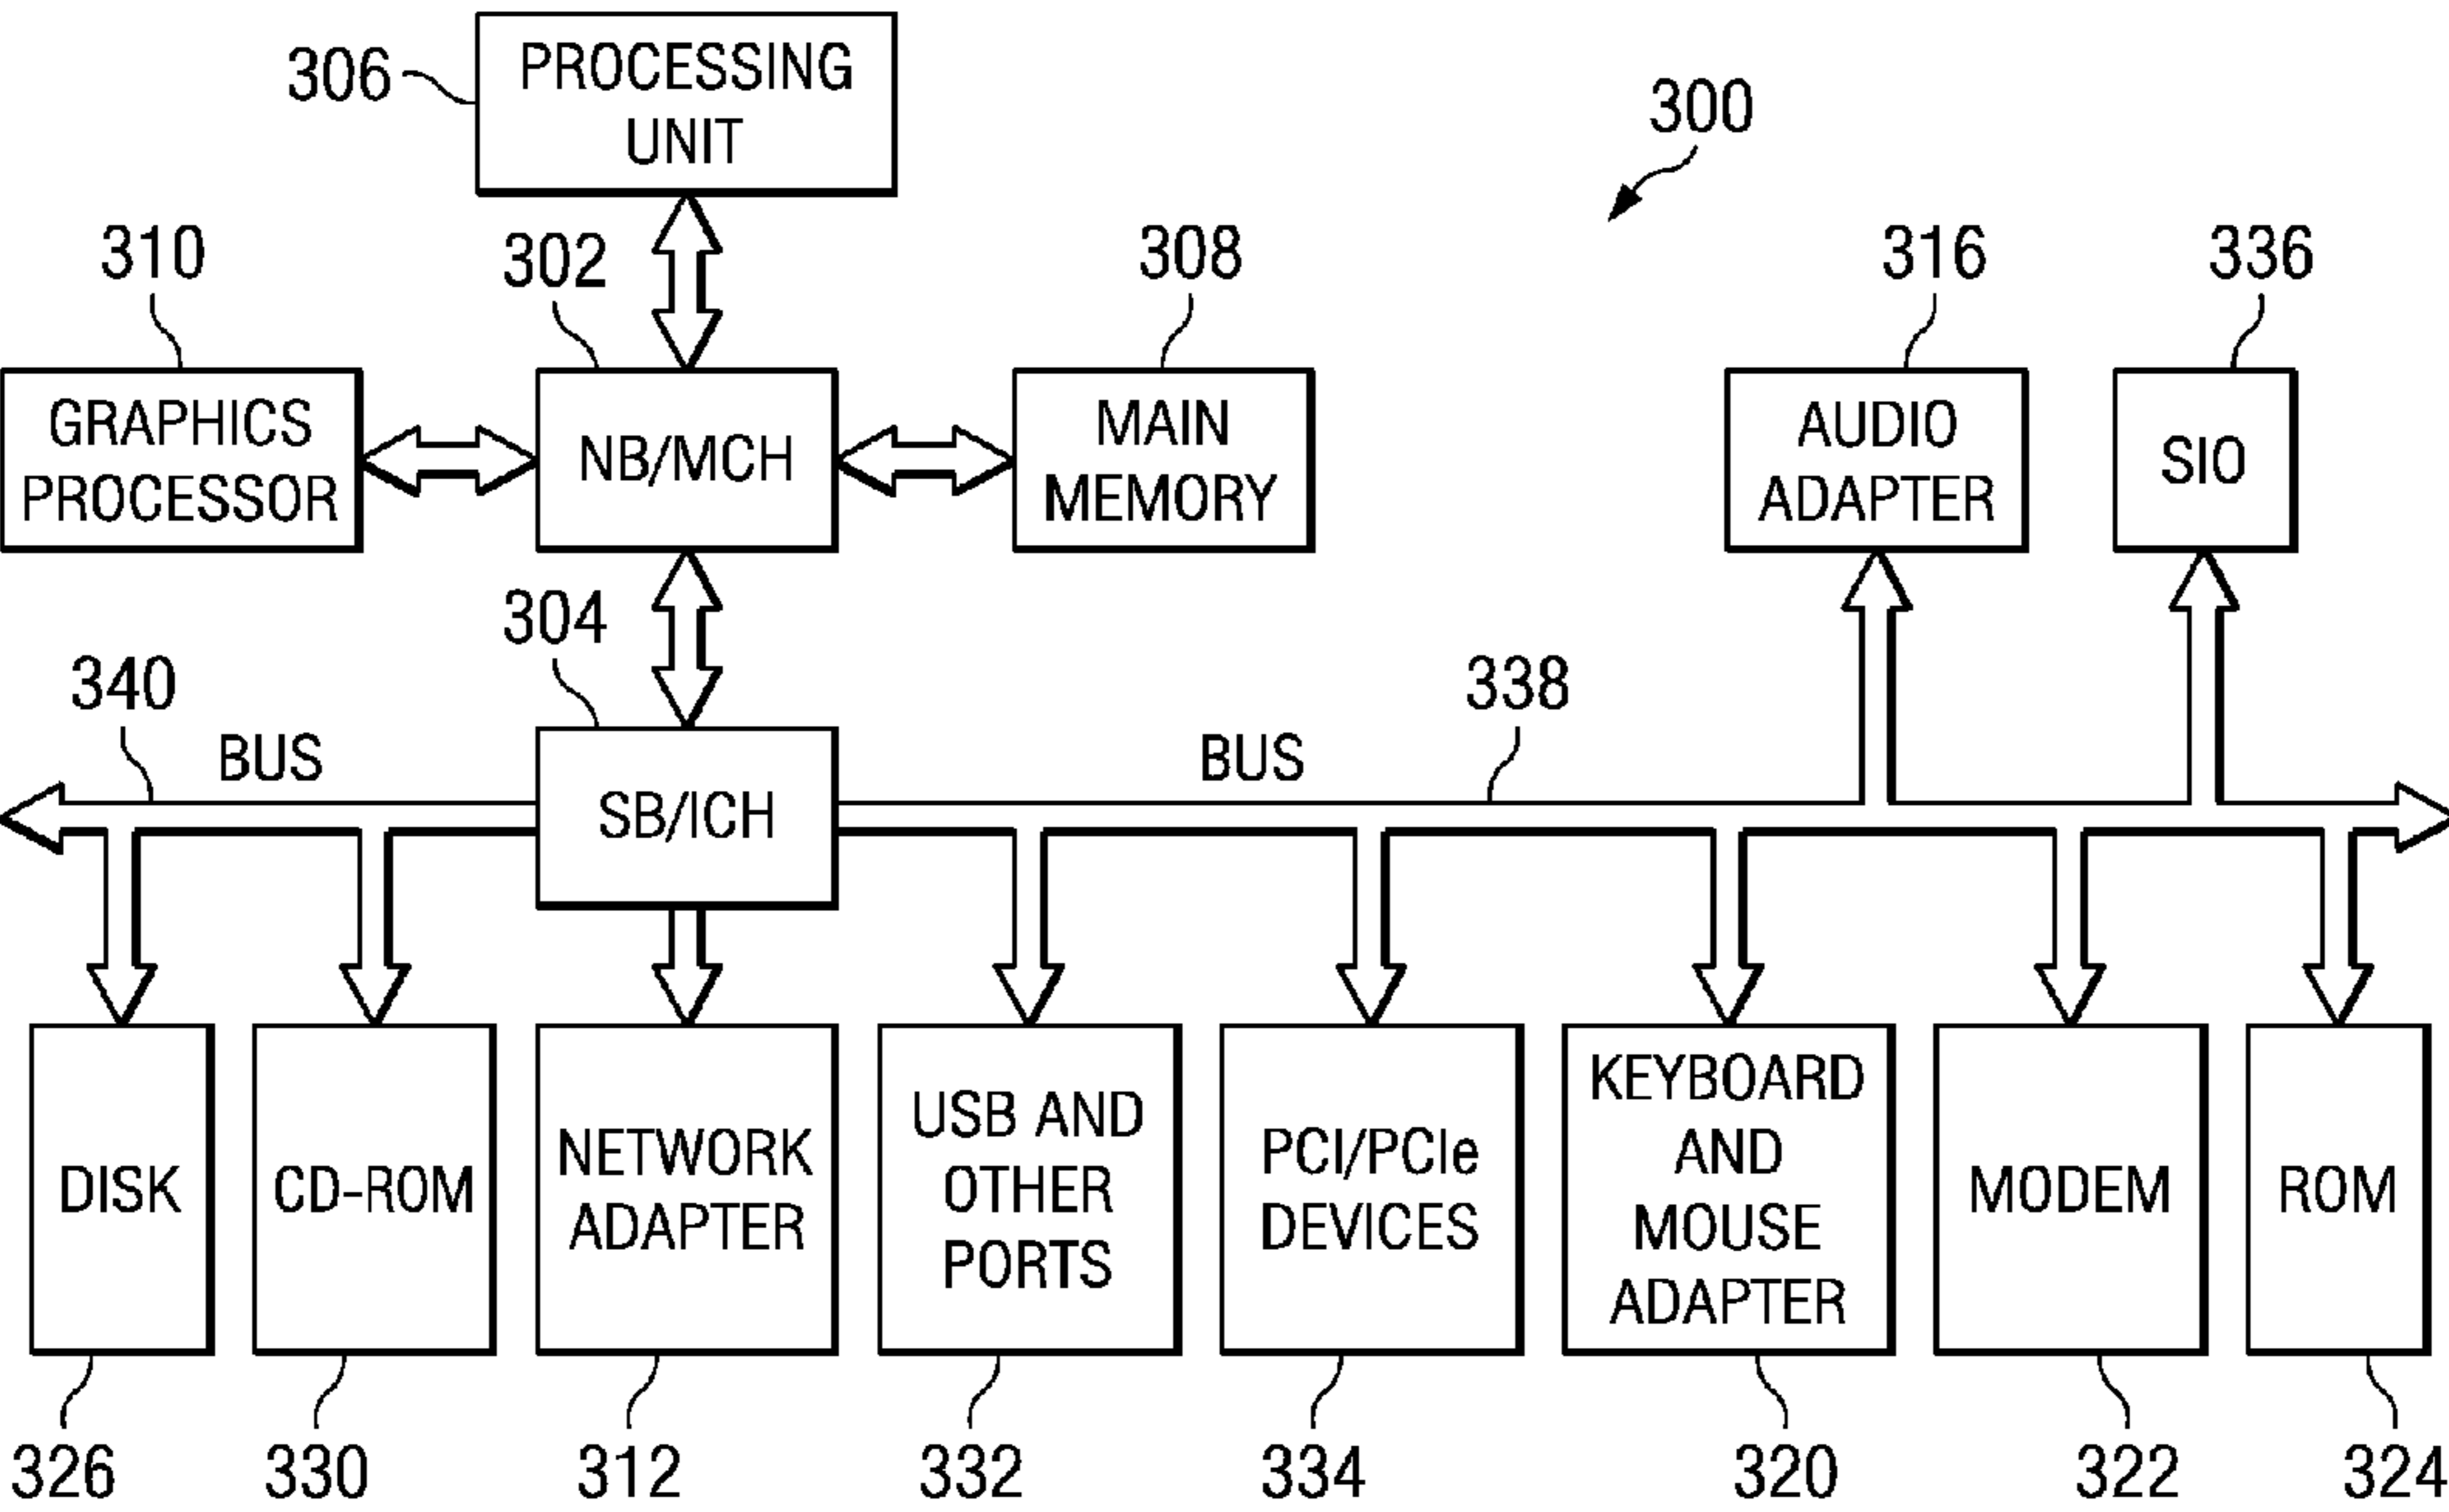 306
PROCESSING
UNIT
300
310
302
308
316
336
GRAPHICS
PROCESSOR
NB/MCH
MAIN
MEMORY
AUDIO
ADAPTER
SIO
304
340
338
BUS
BUS
SB/ICH
DISK
CD-ROM
NETWORK
ADAPTER
USB AND
OTHER
PORTS
PCI/PCIe
DEVICES
KEYBOARD
AND
MOUSE
ADAPTER
MODEM
ROM
326
330
312
332
334
320
322
324